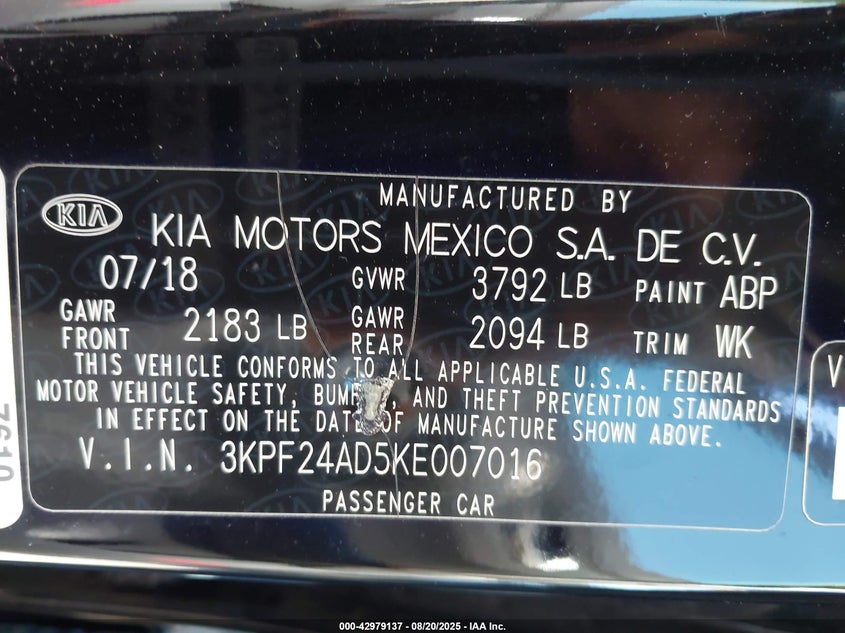 MANUFACTURED BY
KIA
KIA MOTORS MEXICO S.A. DE C.V.
07/18 GVWR 3792 LB PAINT ABP
GAWR FRONT 2183 LB GAWR REAR 2094 LB TRIM WK
THIS VEHICLE CONFORMS TO ALL APPLICABLE U.S.A. FEDERAL
MOTOR VEHICLE SAFETY, BUMP, AND THEFT PREVENTION STANDARDS
IN EFFECT ON THE DATE OF MANUFACTURE SHOWN ABOVE.
V.I.N. 3KPF24AD5KE007016
PASSENGER CAR
V
000-42979137 - 08/20/2025 - IAA Inc.